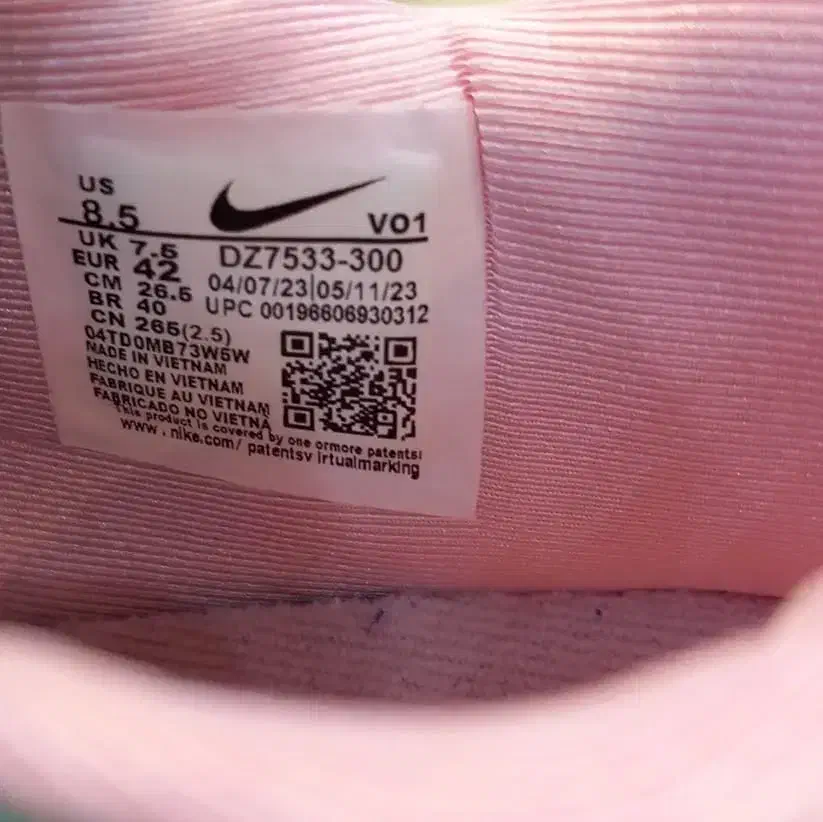 US
8.5
VO1
UK 7.5
EUR 42
CM 26.5
BR 40
CN 265(2.5)
DZ7533-300
04/07/23|05/11/23
UPC 00196606930312
04TD0MB73W5W
MADE IN VIETNAM
HECHO EN VIETNAM
FABRIQUE AU VIETNAM
FABRICADO NO VIETNA
This product is covered by one ormore patentsi
www.nike.com/ patentsv irtualmarking